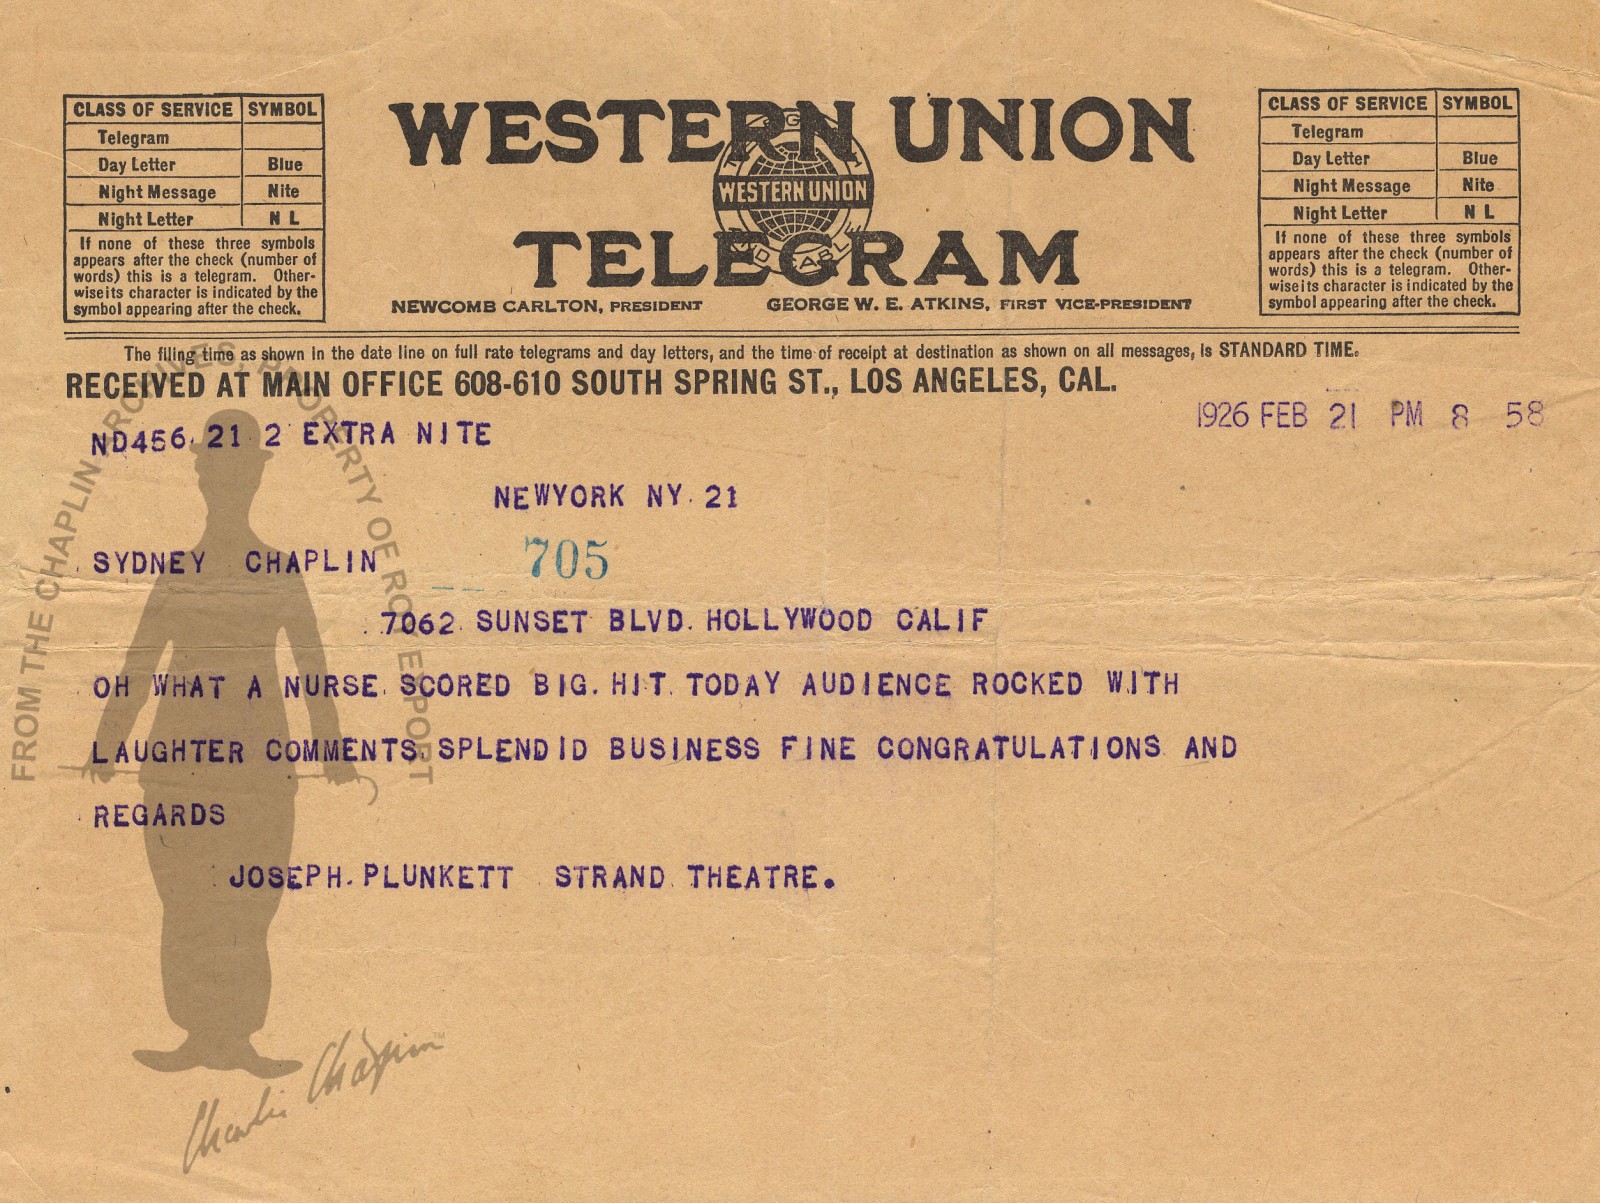 WESTERN UNION
WESTERN UNION
TELEGRAM
NEWCOMB CARLTON, PRESIDENT GEORGE W. E. ATKINS, FIRST VICE-PRESIDENT
CLASS OF SERVICE SYMBOL
Telegram
Day Letter Blue
Night Message Nite
Night Letter N L
If none of these three symbols
appears after the check (number of
words) this is a telegram. Other-
wiseits character is indicated by the
symbol appearing after the check.
CLASS OF SERVICE SYMBOL
Telegram
Day Letter Blue
Night Message Nite
Night Letter N L
If none of these three symbols
appears after the check (number of
words) this is a telegram. Other-
wiseits character is indicated by the
symbol appearing after the check.
The filing time as shown in the date line on full rate telegrams and day letters, and the time of receipt at destination as shown on all messages, is STANDARD TIME.
RECEIVED AT MAIN OFFICE 608-610 SOUTH SPRING ST., LOS ANGELES, CAL.
1926 FEB 21 PM 8 58
ND456 21 2 EXTRA NITE
NEWYORK NY 21
SYDNEY CHAPLIN 705
7062 SUNSET BLVD. HOLLYWOOD CALIF
OH WHAT A NURSE SCORED BIG HIT TODAY AUDIENCE ROCKED WITH
LAUGHTER COMMENTS SPLENDID BUSINESS FINE CONGRATULATIONS AND
REGARDS
JOSEPH PLUNKETT STRAND THEATRE.
FROM THE CHAPLIN ARCHIVES, PROPERTY OF ROY EXPORT
Charlie Chaplin